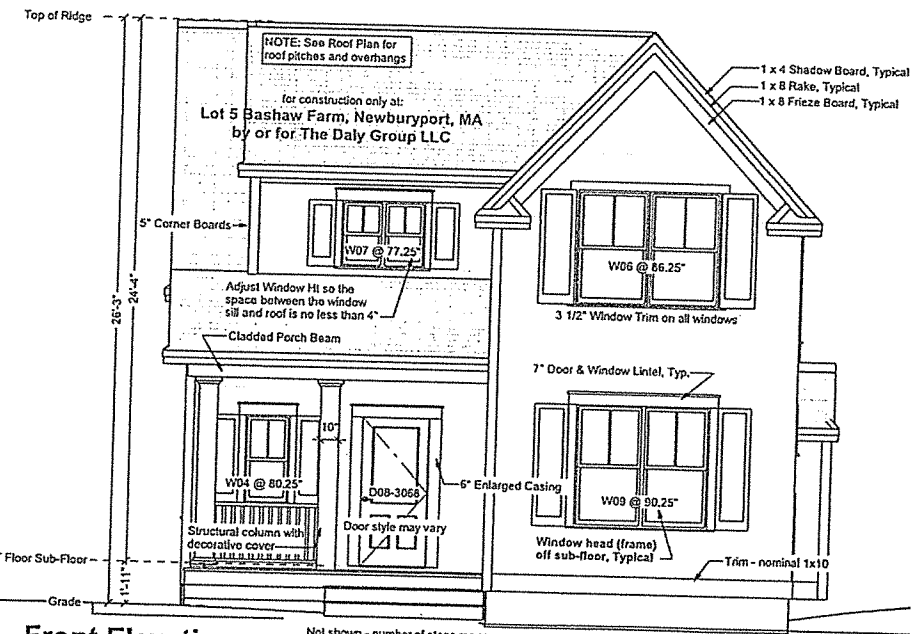 Top of Ridge
NOTE: See Roof Plan for
roof pitches and overhangs
for construction only at:
Lot 5 Bashaw Farm, Newburyport, MA
by or for The Daly Group LLC
1 x 4 Shadow Board, Typical
1 x 8 Rake, Typical
1 x 8 Frieze Board, Typical
5" Corner Boards
W07 @ 77.25"
W06 @ 86.25"
26'-3"
24'-4"
Adjust Window Ht so the
space between the window
sill and roof is no less than 4"
3 1/2" Window Trim on all windows
Cladded Porch Beam
7" Door & Window Lintel, Typ.
10"
W04 @ 80.25"
D08-3068
6" Enlarged Casing
W09 @ 90.25"
Structural column with
decorative cover
Door style may vary
Window head (frame)
off sub-floor, Typical
Floor Sub-Floor
1'-11"
Trim - nominal 1x10
Grade
Front
Not shown - number of steps